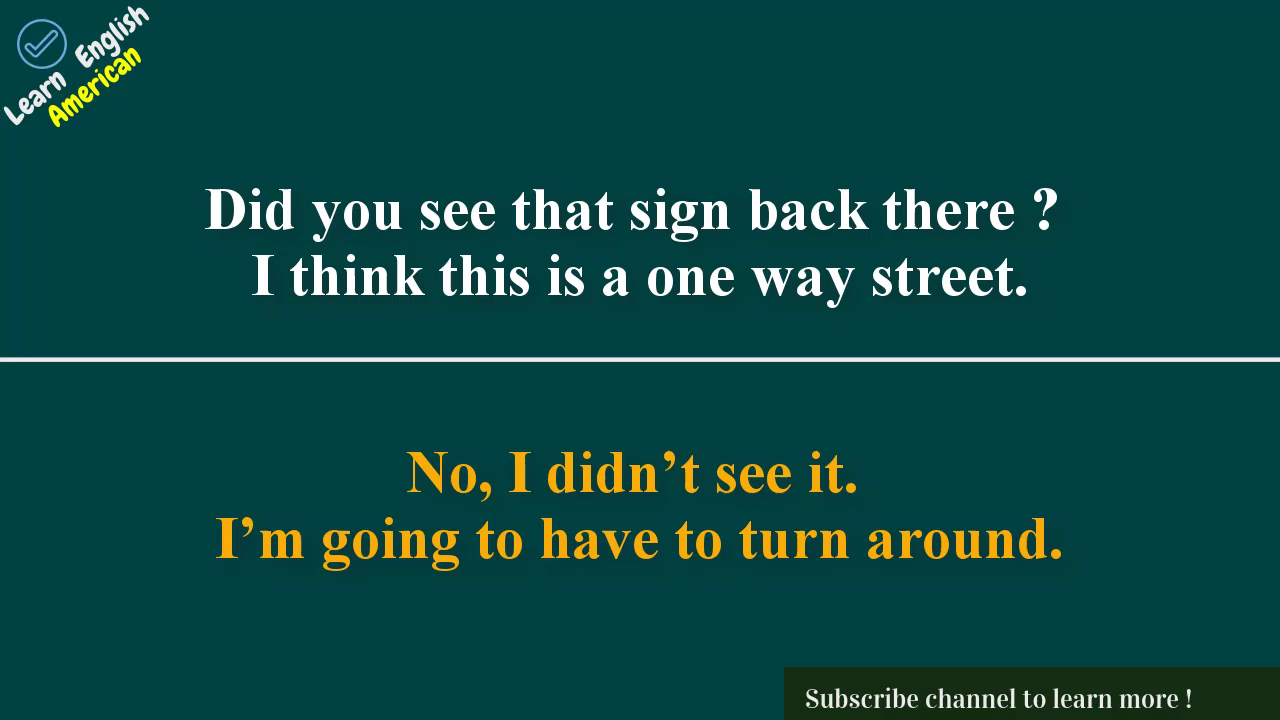 Learn English
American
Did you see that sign back there ?
I think this is a one way street.
No, I didn’t see it.
I’m going to have to turn around.
Subscribe channel to learn more !